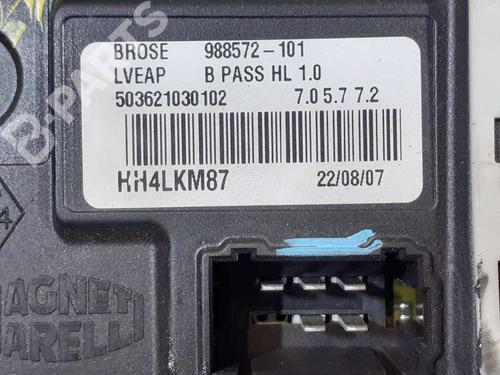 BROSE 988572-101
LVEAP B PASS HL 1.0
503621030102 7.0 5.7 7.2
HH4LKM87 22/08/07
B-PARTS
MAGNETI
MARELLI